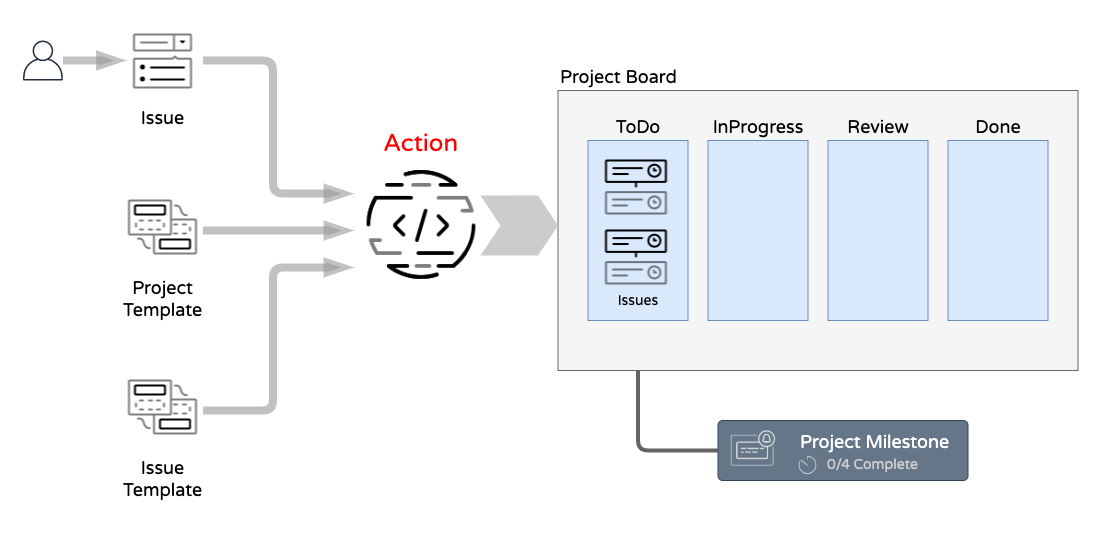 Project Board
ToDo
InProgress
Review
Done
Issue
Action
</>
Project
Template
Issues
Issue
Template
Project Milestone
0/4 Complete